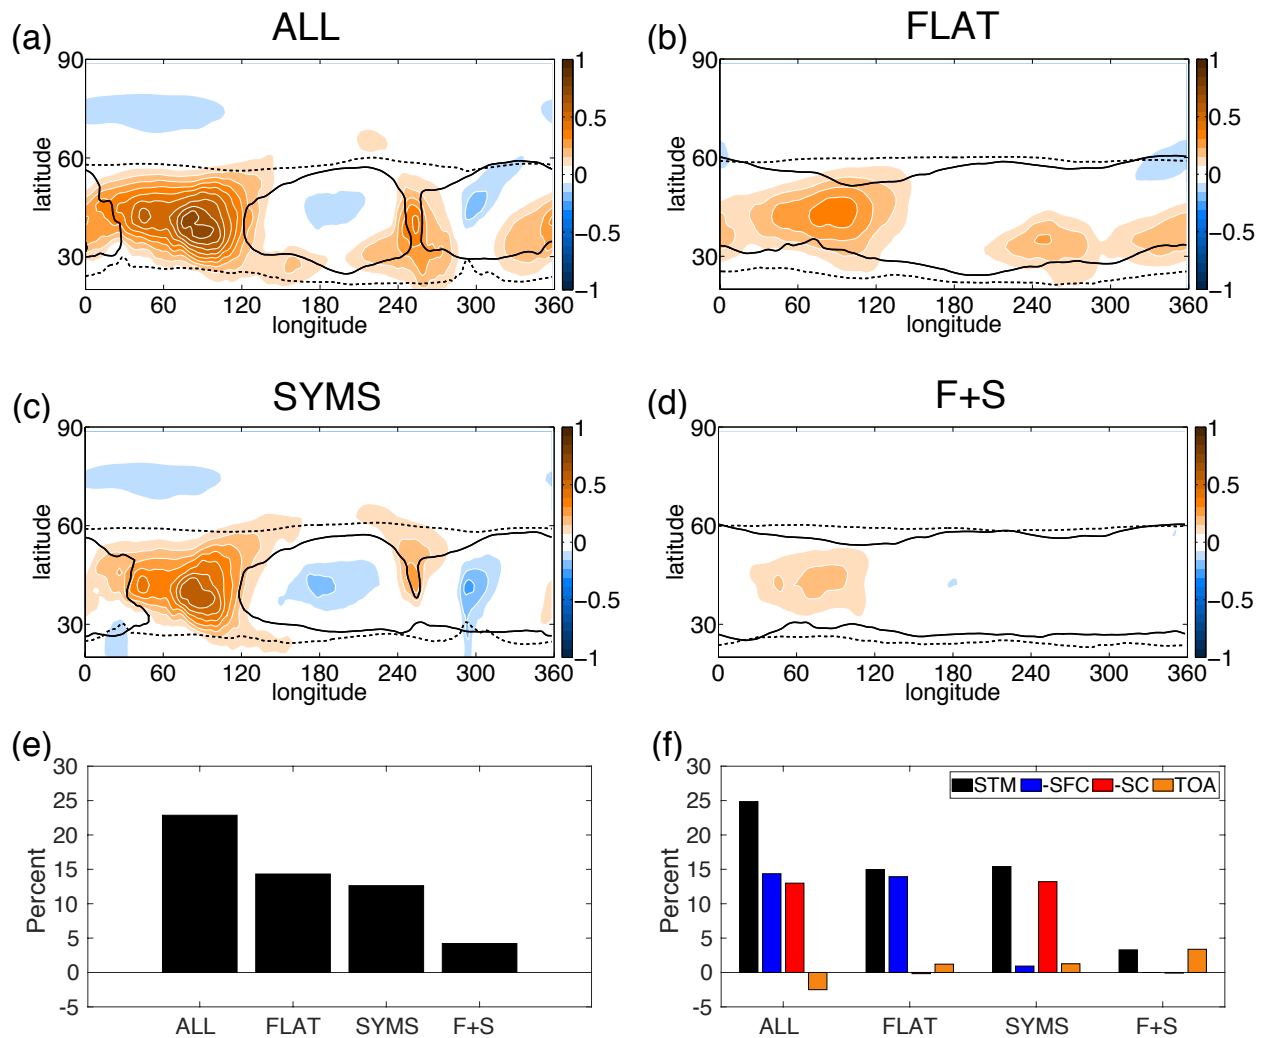 (a) ALL
90
60
30
latitude
0 60 120 180 240 300 360
longitude
1
0.5
0
−0.5
−1
(b) FLAT
90
60
30
latitude
0 60 120 180 240 300 360
longitude
1
0.5
0
−0.5
−1
(c) SYMS
90
60
30
latitude
0 60 120 180 240 300 360
longitude
1
0.5
0
−0.5
−1
(d) F+S
90
60
30
latitude
0 60 120 180 240 300 360
longitude
1
0.5
0
−0.5
−1
(e)
30
25
20
15
10
5
0
-5
Percent
ALL FLAT SYMS F+S
(f)
30
25
20
15
10
5
0
-5
Percent
STM -SFC -SC TOA
ALL FLAT SYMS F+S